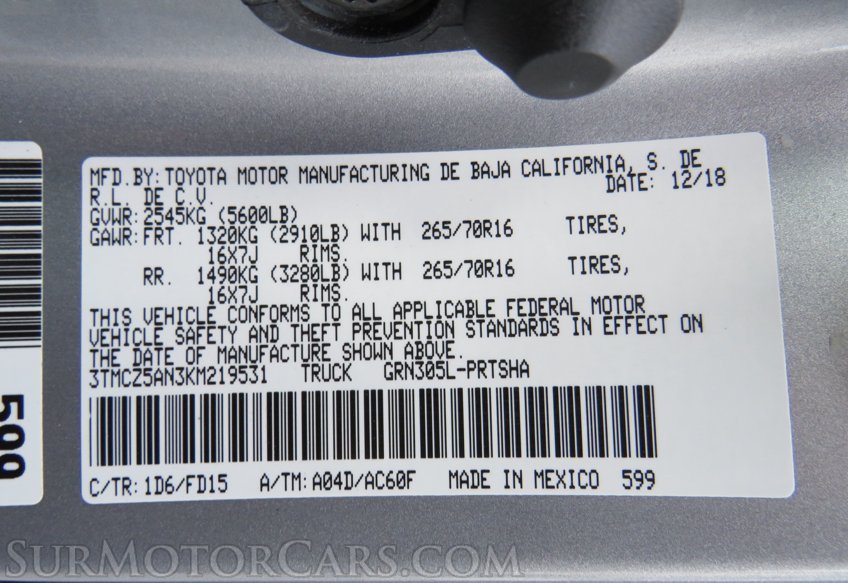 MFD.BY: TOYOTA MOTOR MANUFACTURING DE BAJA CALIFORNIA, S. DE
R.L. DE C.V. DATE: 12/18
GVWR: 2545KG (5600LB)
GAWR: FRT. 1320KG (2910LB) WITH 265/70R16 TIRES,
16X7J RIMS.
RR. 1490KG (3280LB) WITH 265/70R16 TIRES,
16X7J RIMS.
THIS VEHICLE CONFORMS TO ALL APPLICABLE FEDERAL MOTOR
VEHICLE SAFETY AND THEFT PREVENTION STANDARDS IN EFFECT ON
THE DATE OF MANUFACTURE SHOWN ABOVE.
3TMCZ5AN3KM219531 TRUCK GRN305L-PRTSHA
C/TR: 1D6/FD15 A/TM: A04D/AC60F MADE IN MEXICO 599
599
SURMOTORCARS.COM